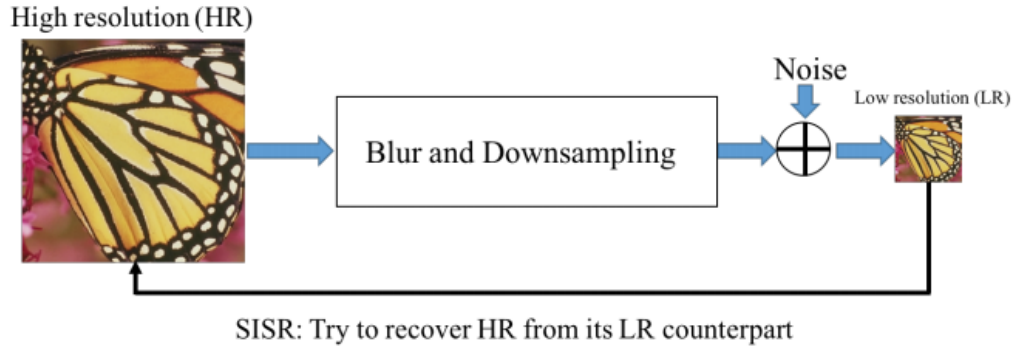 High resolution (HR)
Noise
Low resolution (LR)
Blur and Downsampling
SISR: Try to recover HR from its LR counterpart